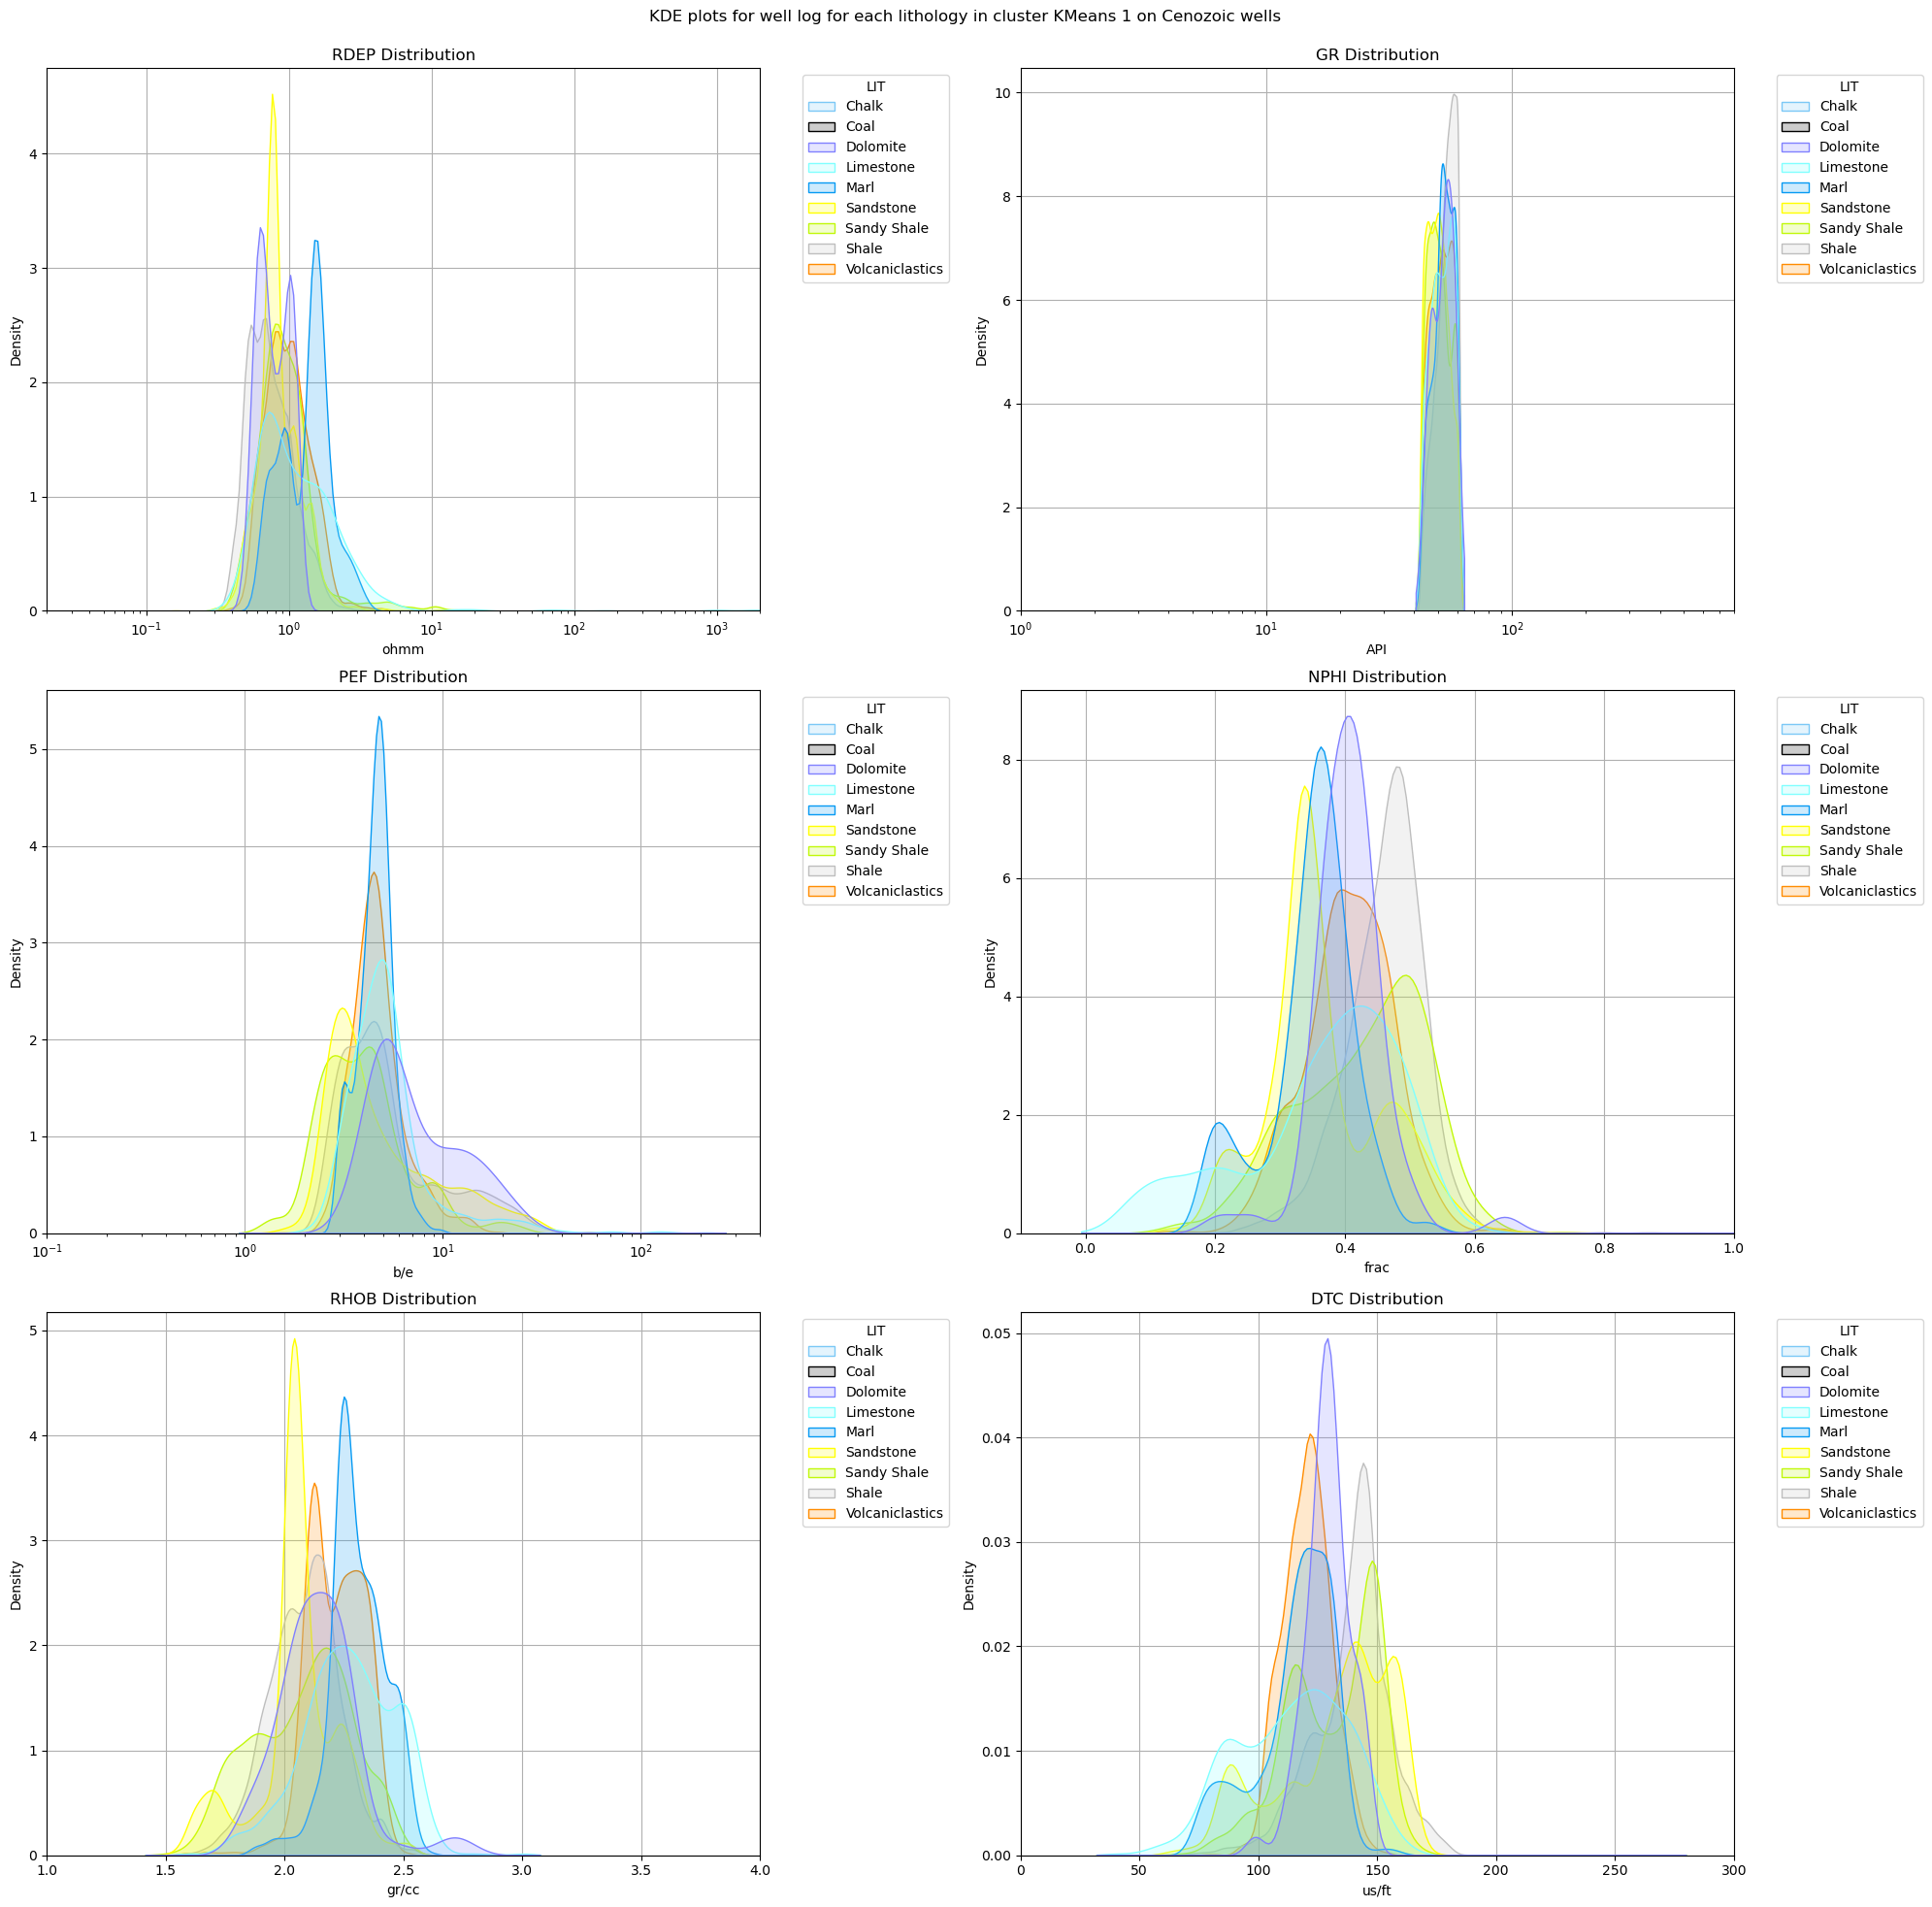 KDE plots for well log for each lithology in cluster KMeans 1 on Cenozoic wells
RDEP Distribution
Density
4
3
2
1
0
10⁻¹
10⁰
10¹
10²
10³
ohmm
LIT
Chalk
Coal
Dolomite
Limestone
Marl
Sandstone
Sandy Shale
Shale
Volcaniclastics
GR Distribution
Density
10
8
6
4
2
0
10⁰
10¹
10²
API
LIT
Chalk
Coal
Dolomite
Limestone
Marl
Sandstone
Sandy Shale
Shale
Volcaniclastics
PEF Distribution
Density
5
4
3
2
1
0
10⁻¹
10⁰
10¹
10²
b/e
LIT
Chalk
Coal
Dolomite
Limestone
Marl
Sandstone
Sandy Shale
Shale
Volcaniclastics
NPHI Distribution
Density
8
6
4
2
0
0.0
0.2
0.4
0.6
0.8
1.0
frac
LIT
Chalk
Coal
Dolomite
Limestone
Marl
Sandstone
Sandy Shale
Shale
Volcaniclastics
RHOB Distribution
Density
5
4
3
2
1
0
1.0
1.5
2.0
2.5
3.0
3.5
4.0
gr/cc
LIT
Chalk
Coal
Dolomite
Limestone
Marl
Sandstone
Sandy Shale
Shale
Volcaniclastics
DTC Distribution
Density
0.05
0.04
0.03
0.02
0.01
0.00
0
50
100
150
200
250
300
us/ft
LIT
Chalk
Coal
Dolomite
Limestone
Marl
Sandstone
Sandy Shale
Shale
Volcaniclastics